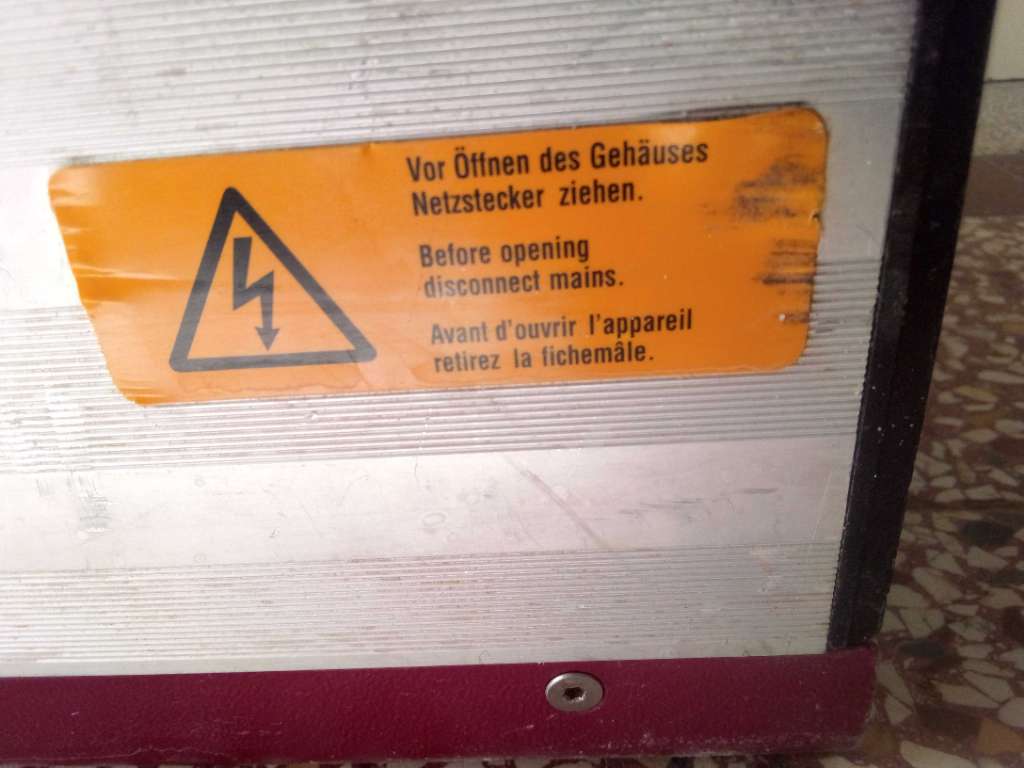 Vor Öffnen des Gehäuses
Netzstecker ziehen.
Before opening
disconnect mains.
Avant d'ouvrir l'appareil
retirez la fichemâle.